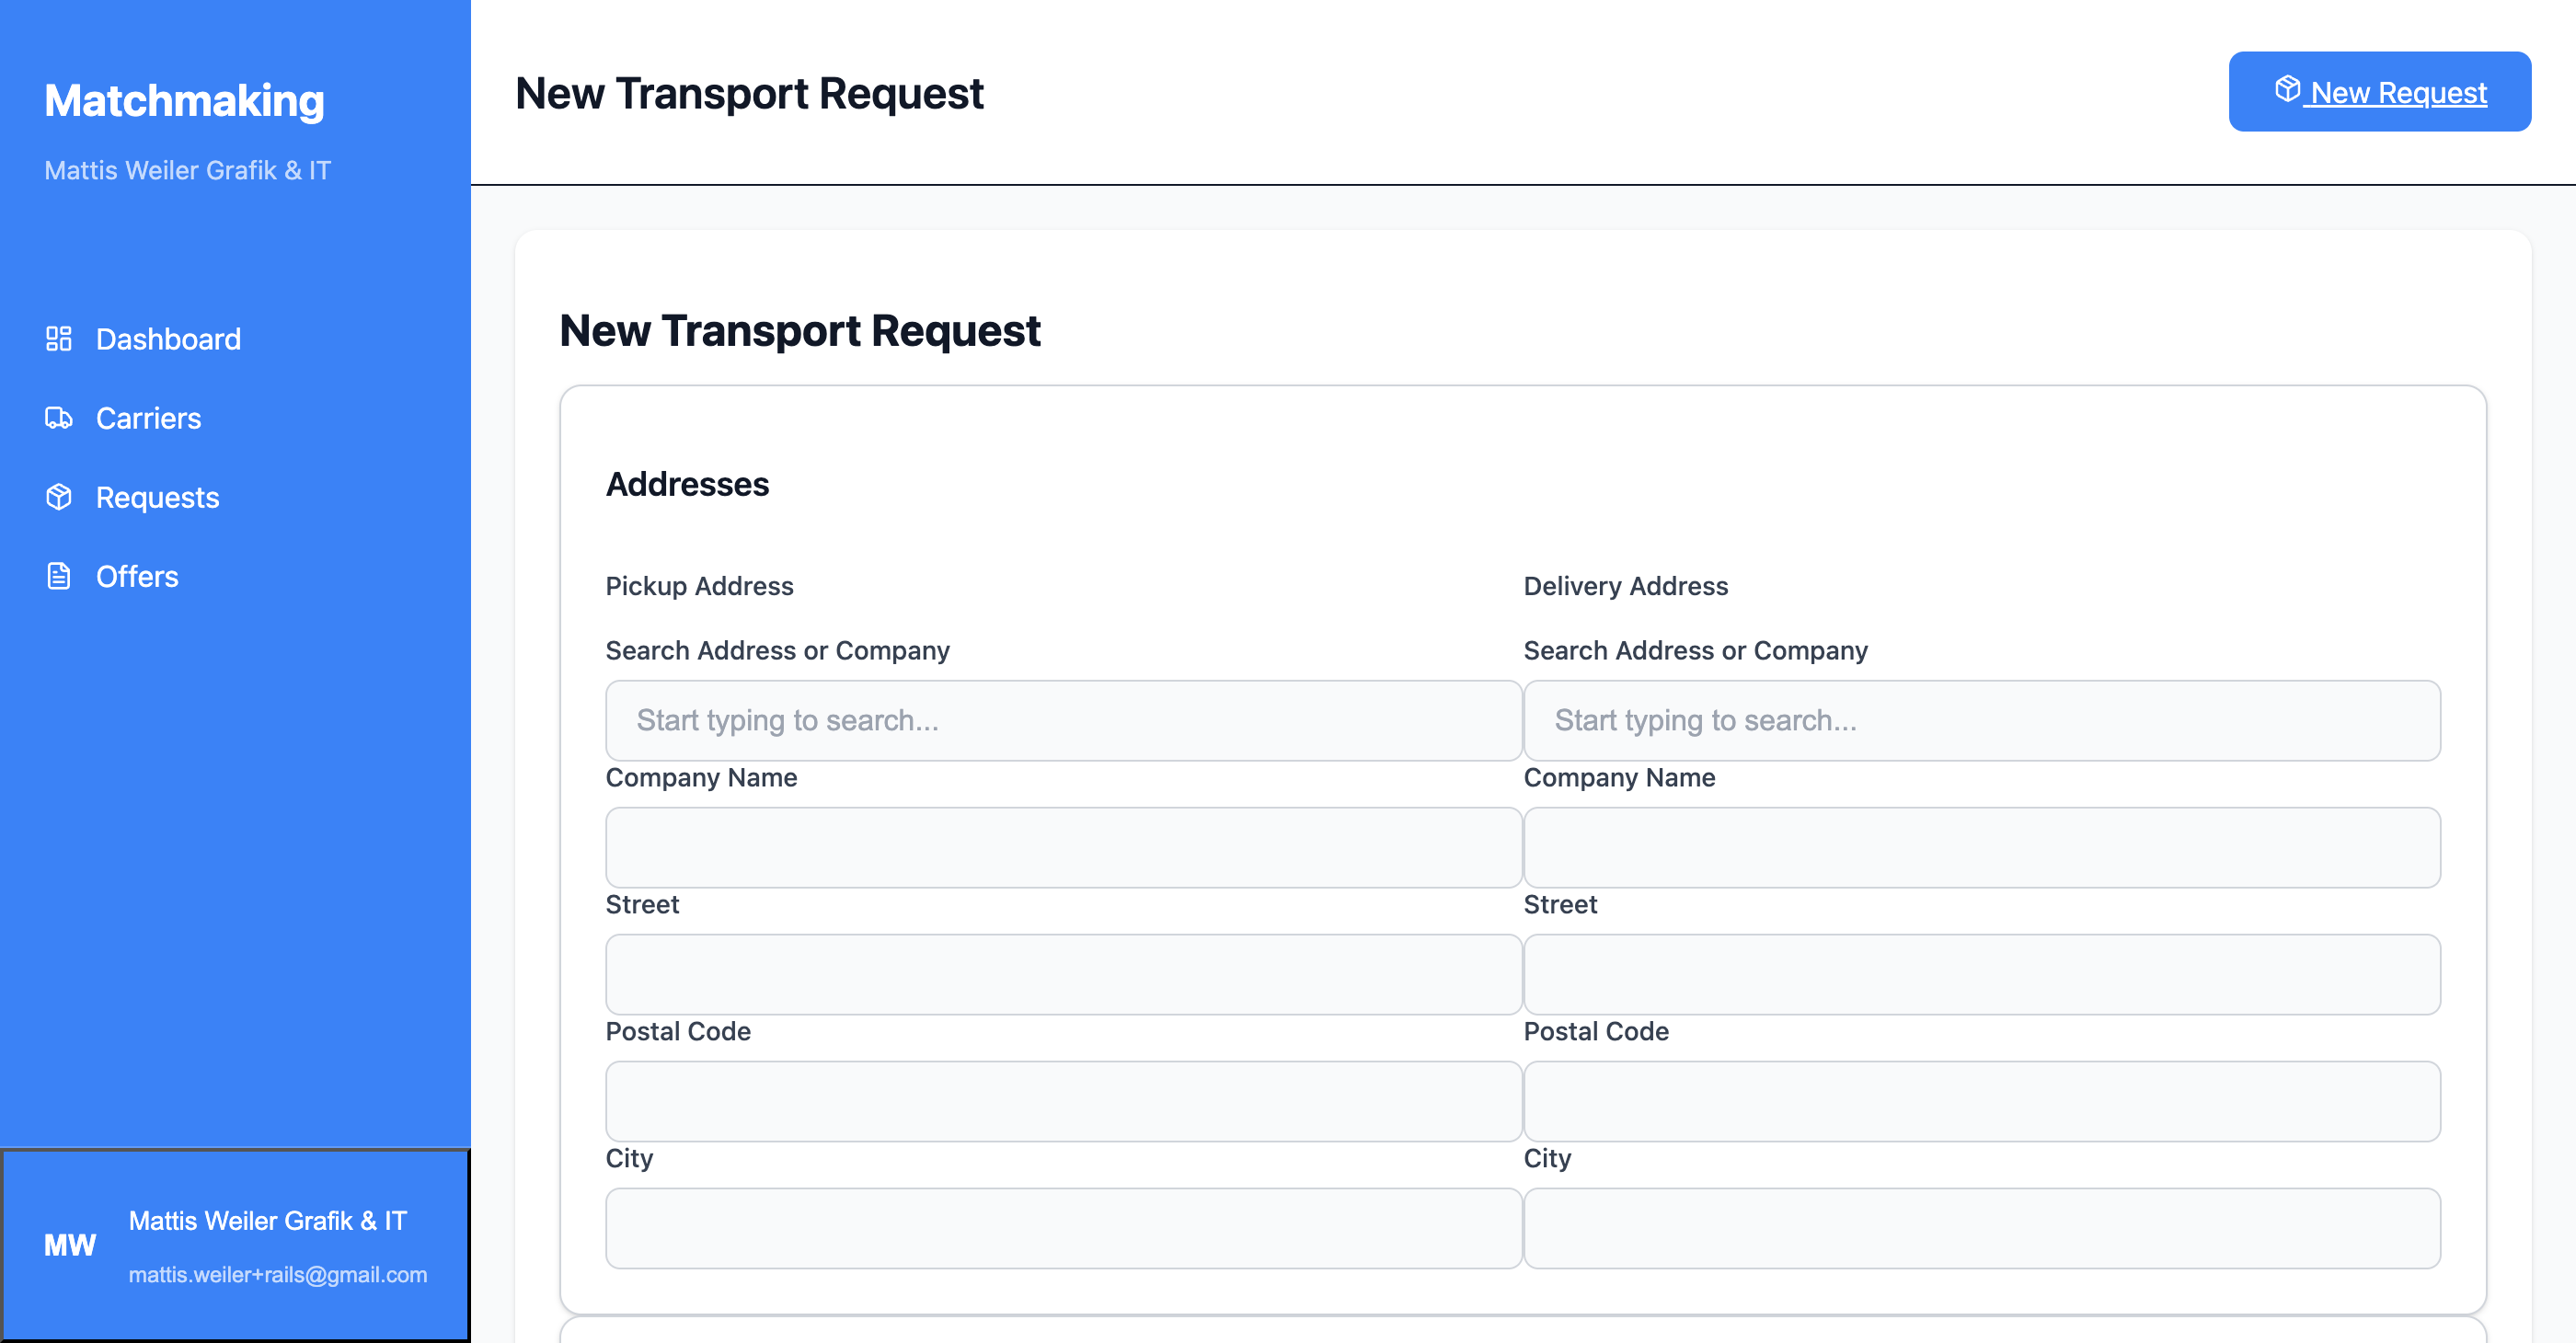 Matchmaking
Mattis Weiler Grafik & IT
Dashboard
Carriers
Requests
Offers
Mattis Weiler Grafik & IT
MW
mattis.weiler+rails@gmail.com
New Transport Request
New Request
New Transport Request
Addresses
Pickup Address
Search Address or Company
Start typing to search...
Company Name
Street
Postal Code
City
Delivery Address
Search Address or Company
Start typing to search...
Company Name
Street
Postal Code
City